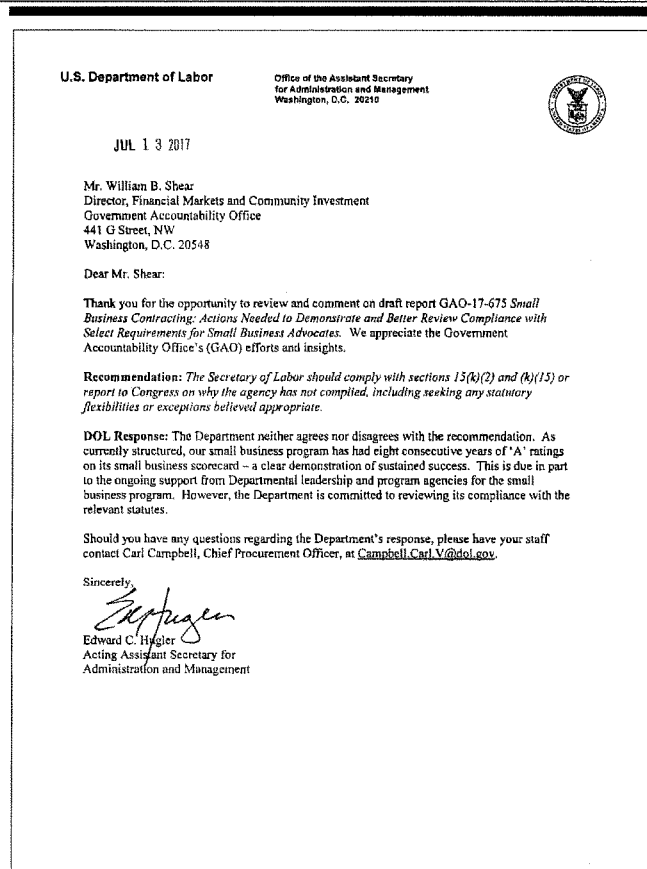 U.S. Department of Labor
Office of the Assistant Secretary
for Administration and Management
Washington, D.C. 20210
DEPARTMENT OF LABOR
UNITED STATES OF AMERICA
JUL 13 2017
Mr. William B. Shear
Director, Financial Markets and Community Investment
Government Accountability Office
441 G Street, NW
Washington, D.C. 20548
Dear Mr. Shear:
Thank you for the opportunity to review and comment on draft report GAO-17-675 Small
Business Contracting: Actions Needed to Demonstrate and Better Review Compliance with
Select Requirements for Small Business Advocates. We appreciate the Government
Accountability Office's (GAO) efforts and insights.
Recommendation: The Secretary of Labor should comply with sections 15(k)(2) and (k)(15) or
report to Congress on why the agency has not complied, including seeking any statutory
flexibilities or exceptions believed appropriate.
DOL Response: The Department neither agrees nor disagrees with the recommendation. As
currently structured, our small business program has had eight consecutive years of 'A' ratings
on its small business scorecard – a clear demonstration of sustained success. This is due in part
to the ongoing support from Departmental leadership and program agencies for the small
business program. However, the Department is committed to reviewing its compliance with the
relevant statutes.
Should you have any questions regarding the Department's response, please have your staff
contact Carl Campbell, Chief Procurement Officer, at Campbell.Carl.V@dol.gov.
Sincerely,
Edward C. Hugler
Acting Assistant Secretary for
Administration and Management